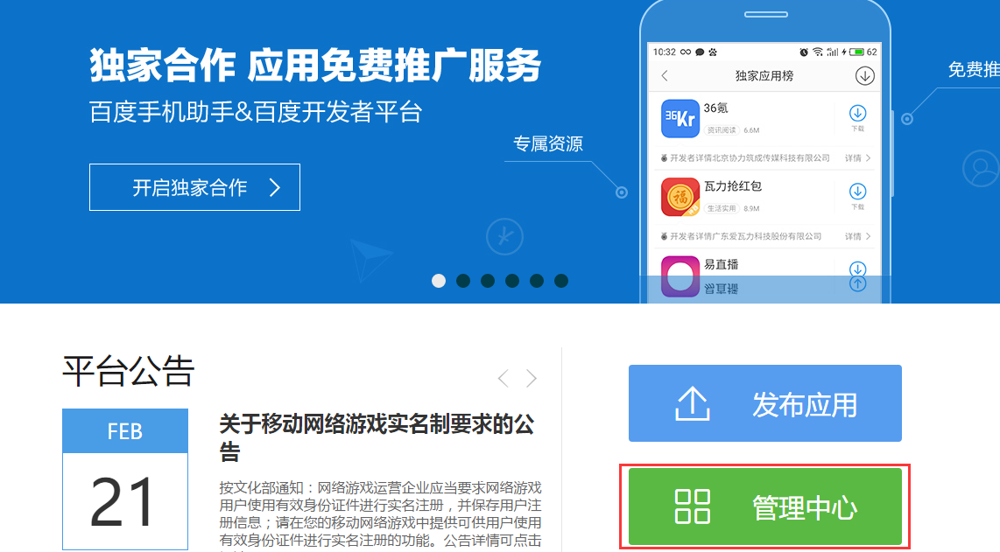 独家合作 应用免费推广服务
百度手机助手&百度开发者平台
开启独家合作
专属资源
免费推
10:32
62
独家应用榜
36Kr
36氪
资讯阅读 6.6M
下载
开发者详情北京协力筑成传媒科技有限公司 详情
福
瓦力抢红包
生活实用 8.9M
下载
开发者详情广东爱瓦力科技股份有限公司 详情
易直播
平台公告
FEB
21
关于移动网络游戏实名制要求的公
告
按文化部通知：网络游戏运营企业应当要求网络游戏
用户使用有效身份证件进行实名注册，并保存用户注
册信息；请在您的移动网络游戏中提供可供用户使用
有效身份证件进行实名注册的功能。公告详情可点击
发布应用
管理中心